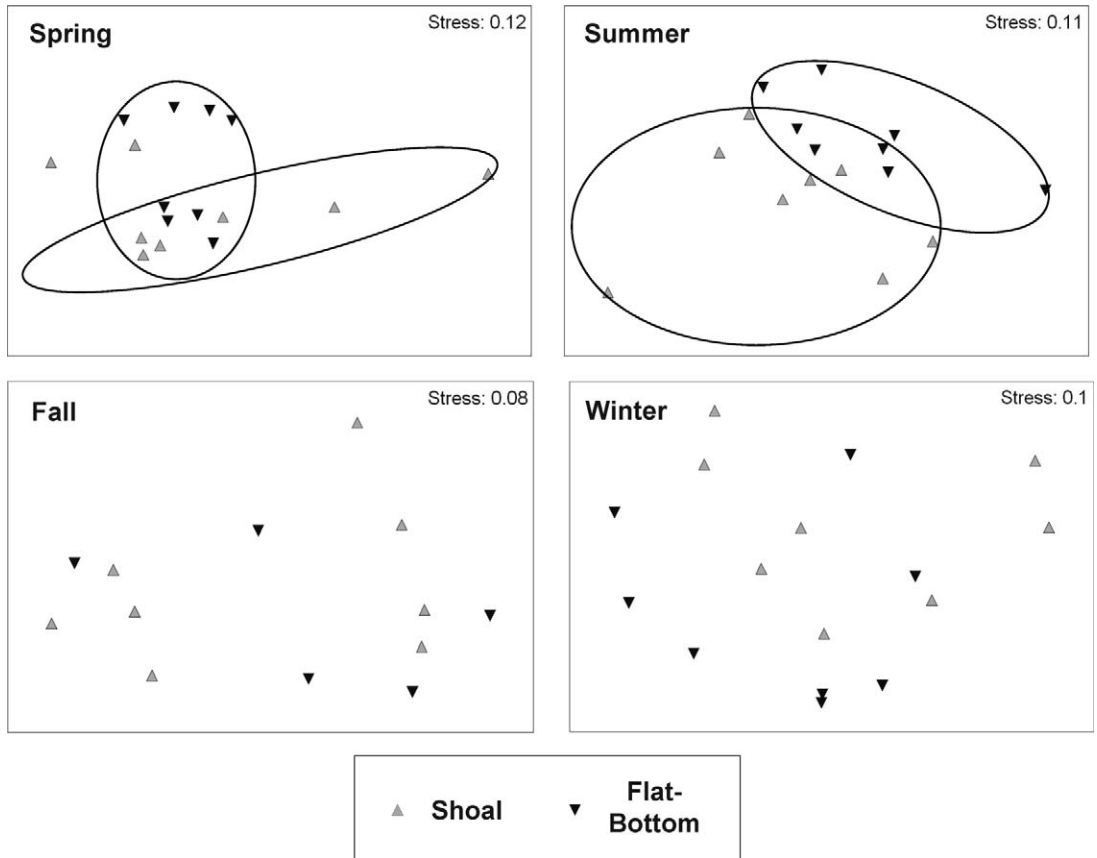 Spring
Stress: 0.12
Summer
Stress: 0.11
Fall
Stress: 0.08
Winter
Stress: 0.1
Shoal
Flat-
Bottom